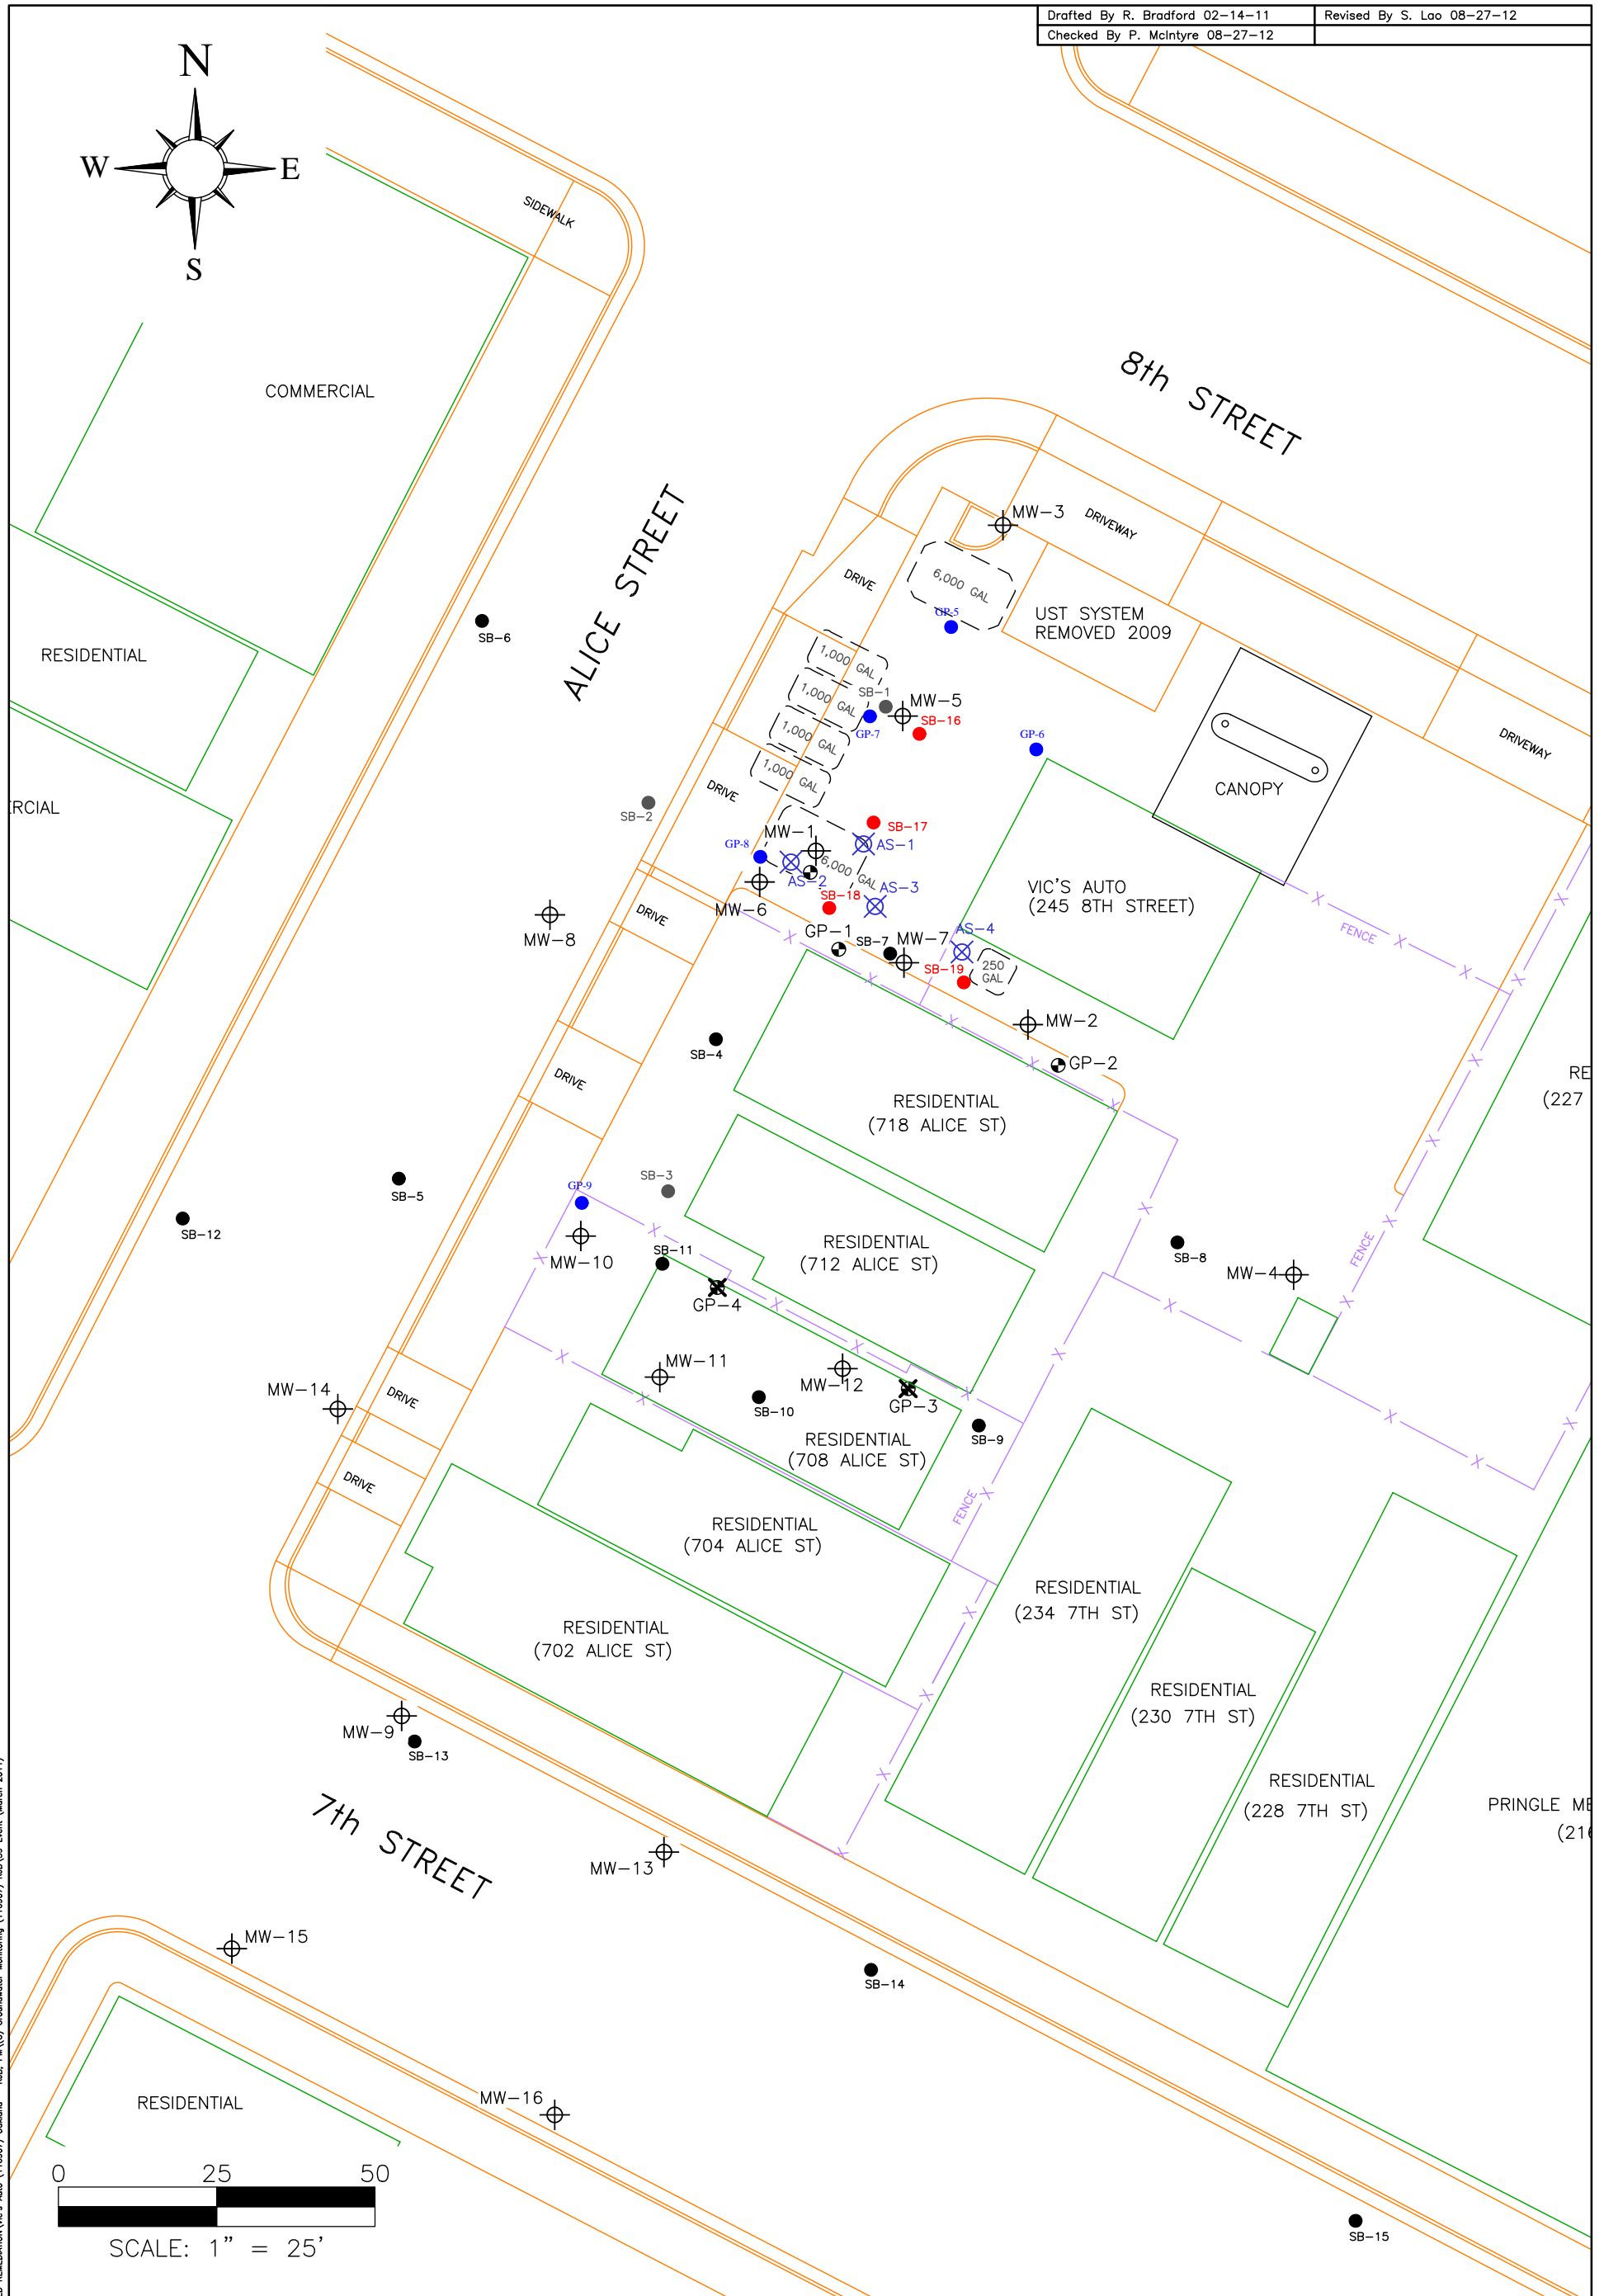 Drafted By R. Bradford 02-14-11
Revised By S. Lao 08-27-12
Checked By P. McIntyre 08-27-12
N
W
E
S
SIDEWALK
COMMERCIAL
8th STREET
ALICE STREET
MW-3
DRIVEWAY
DRIVE
6,000 GAL
GP-5
UST SYSTEM
REMOVED 2009
SB-6
RESIDENTIAL
1,000 GAL
1,000 GAL
SB-1
MW-5
SB-16
GP-7
1,000 GAL
GP-6
DRIVEWAY
1,000 GAL
DRIVE
CANOPY
SB-2
SB-17
MW-1
GP-8
AS-1
6,000 GAL
AS-2
AS-3
VIC'S AUTO
(245 8TH STREET)
SB-18
MW-6
DRIVE
GP-1
AS-4
FENCE
MW-8
SB-7
MW-7
SB-19
250
GAL
MW-2
SB-4
GP-2
DRIVE
RESIDENTIAL
(718 ALICE ST)
(227
SB-3
GP-9
SB-5
SB-12
RESIDENTIAL
(712 ALICE ST)
SB-11
MW-10
SB-8
FENCE
MW-4
GP-4
MW-11
MW-12
MW-14
DRIVE
SB-10
GP-3
SB-9
RESIDENTIAL
(708 ALICE ST)
DRIVE
FENCE
RESIDENTIAL
(704 ALICE ST)
RESIDENTIAL
(234 7TH ST)
RESIDENTIAL
(702 ALICE ST)
RESIDENTIAL
(230 7TH ST)
MW-9
SB-13
RESIDENTIAL
(228 7TH ST)
PRINGLE
7th STREET
MW-13
MW-15
SB-14
MW-16
RESIDENTIAL
0 25 50
SCALE: 1" = 25'
SB-15